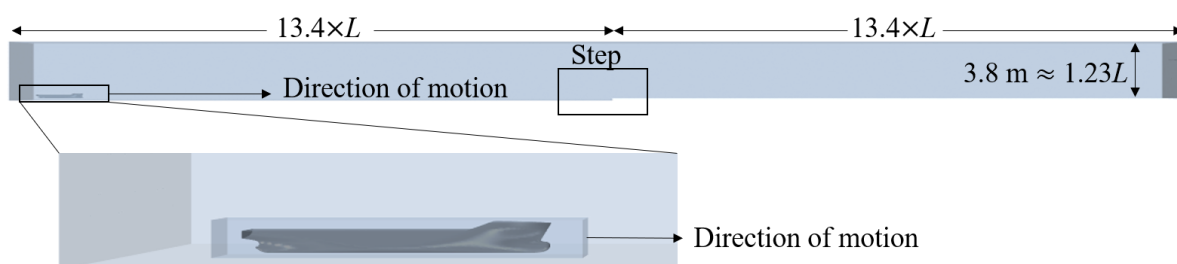 13.4×L
13.4×L
Step
3.8 m ≈ 1.23L
Direction of motion
Direction of motion